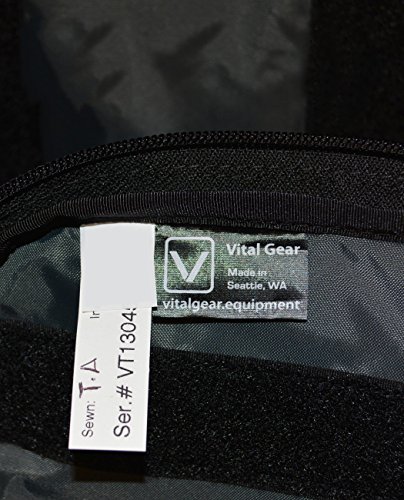 V
Vital Gear
Made in
Seattle, WA
vitalgear.equipment
Sewn: T.A
Ser.# VT1304